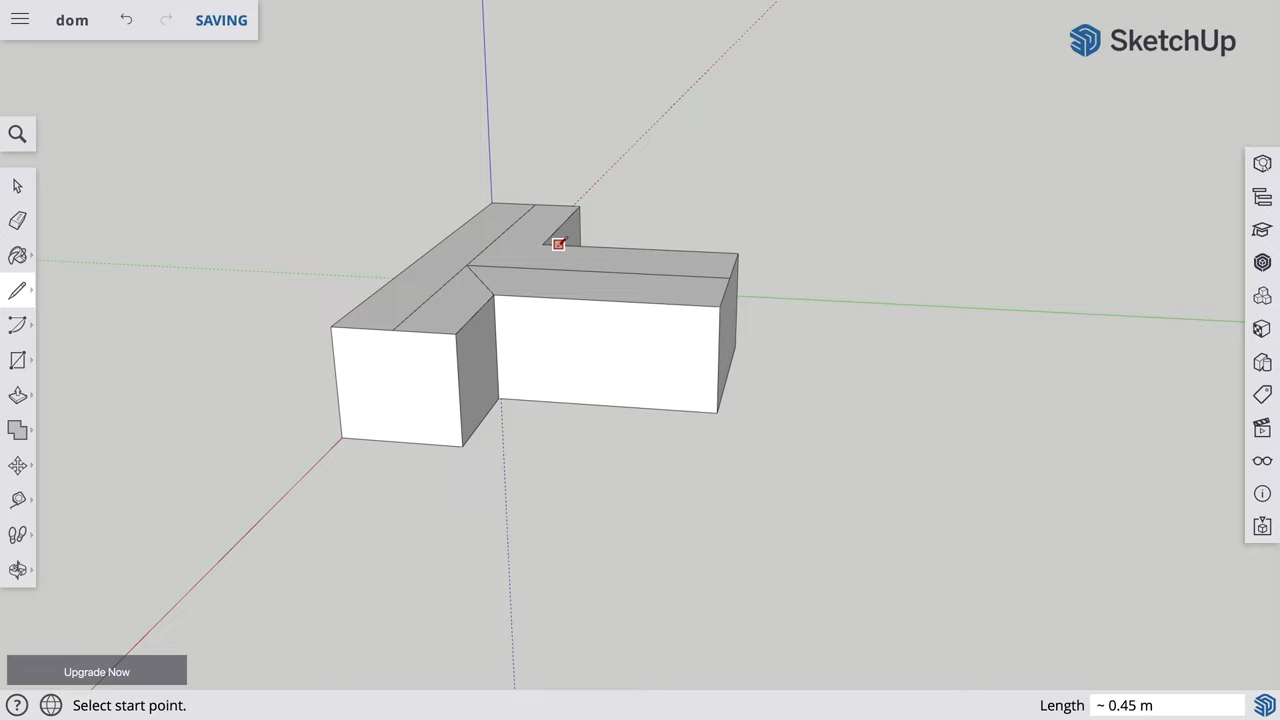 dom
SAVING
SketchUp
Upgrade Now
Select start point.
Length
~ 0.45 m